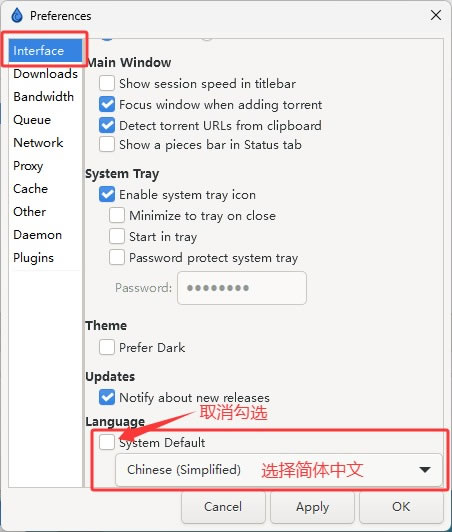 Preferences
Interface
Downloads
Bandwidth
Queue
Network
Proxy
Cache
Other
Daemon
Plugins
Main Window
Show session speed in titlebar
Focus window when adding torrent
Detect torrent URLs from clipboard
Show a pieces bar in Status tab
System Tray
Enable system tray icon
Minimize to tray on close
Start in tray
Password protect system tray
Password: ●●●●●●●●
Theme
Prefer Dark
Updates
Notify about new releases
Language
取消勾选
System Default
Chinese (Simplified) 选择简体中文
Cancel Apply OK